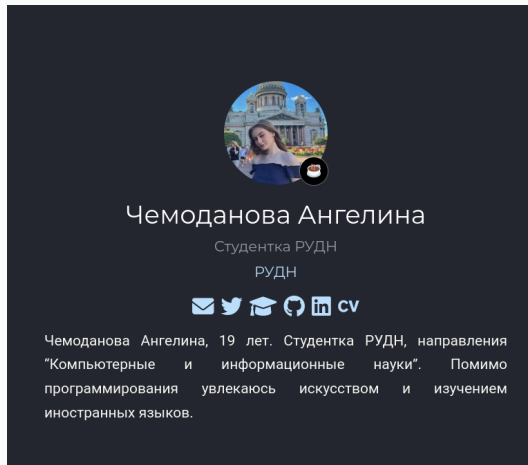 Чемоданова Ангелина
Студентка РУДН
РУДН
CV
Чемоданова Ангелина, 19 лет. Студентка РУДН, направления
“Компьютерные и информационные науки”. Помимо
программирования увлекаюсь искусством и изучением
иностранных языков.